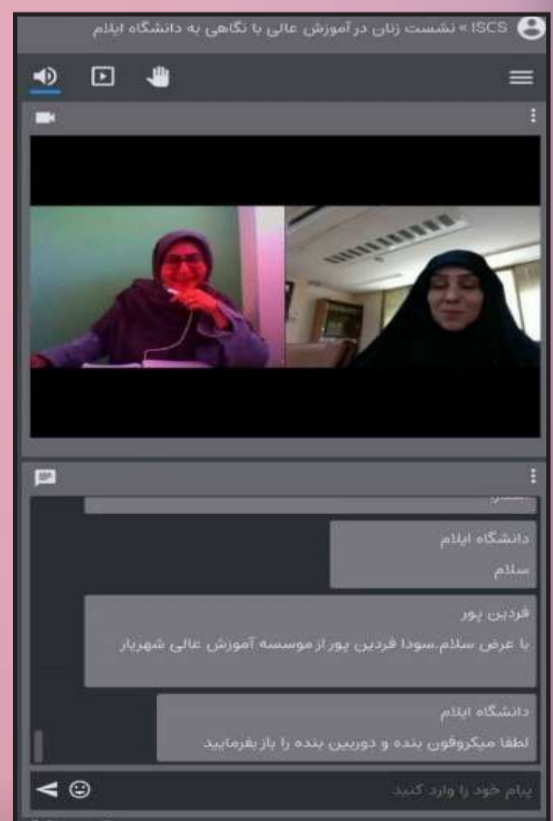 ISCS » نشست زنان در آموزش عالی با نگاهی به دانشگاه ایلام
دانشگاه ایلام
سلام
فردین پور
با عرض سلام.سودا فردین پور از موسسه آموزش عالی شهریار
دانشگاه ایلام
لطفا میکروفون بنده و دوربین بنده را باز بفرمایید
پیام خود را وارد کنید